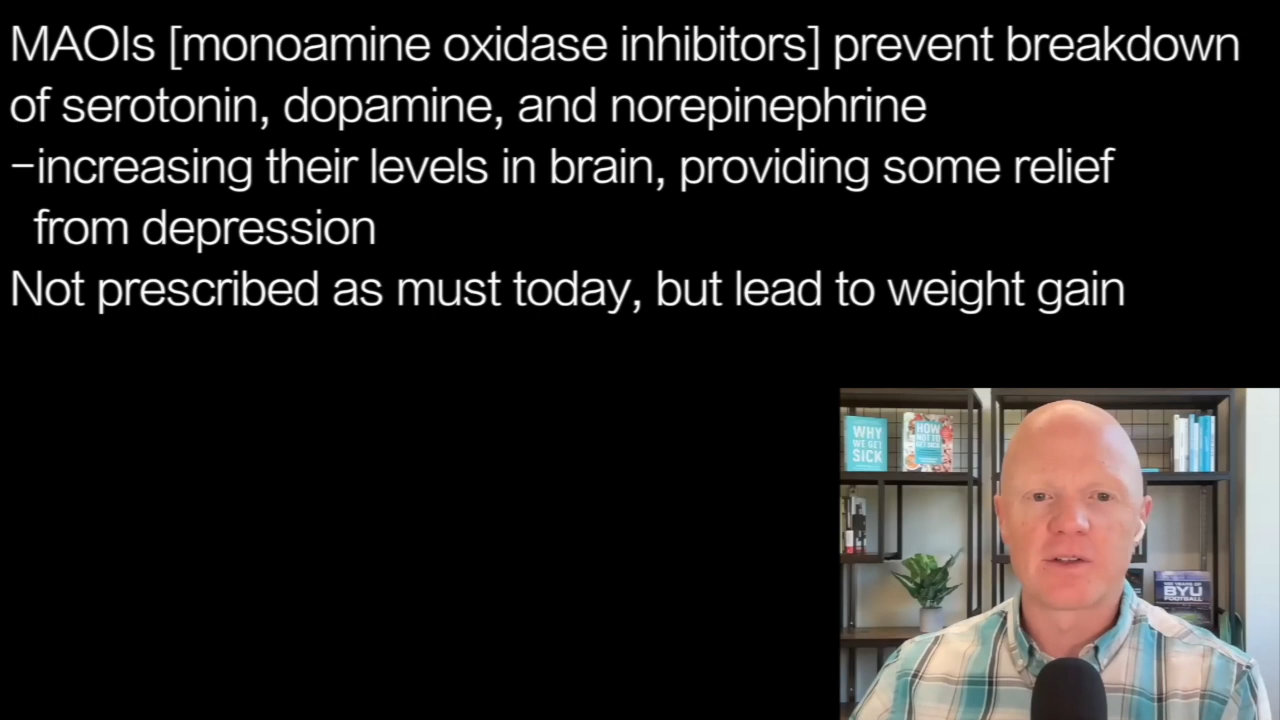 MAOIs [monoamine oxidase inhibitors] prevent breakdown
of serotonin, dopamine, and norepinephrine
–increasing their levels in brain, providing some relief
from depression
Not prescribed as must today, but lead to weight gain
WHY
WE GET
SICK
HOW
NOT TO
GET SICK
BYU
FOOTBALL